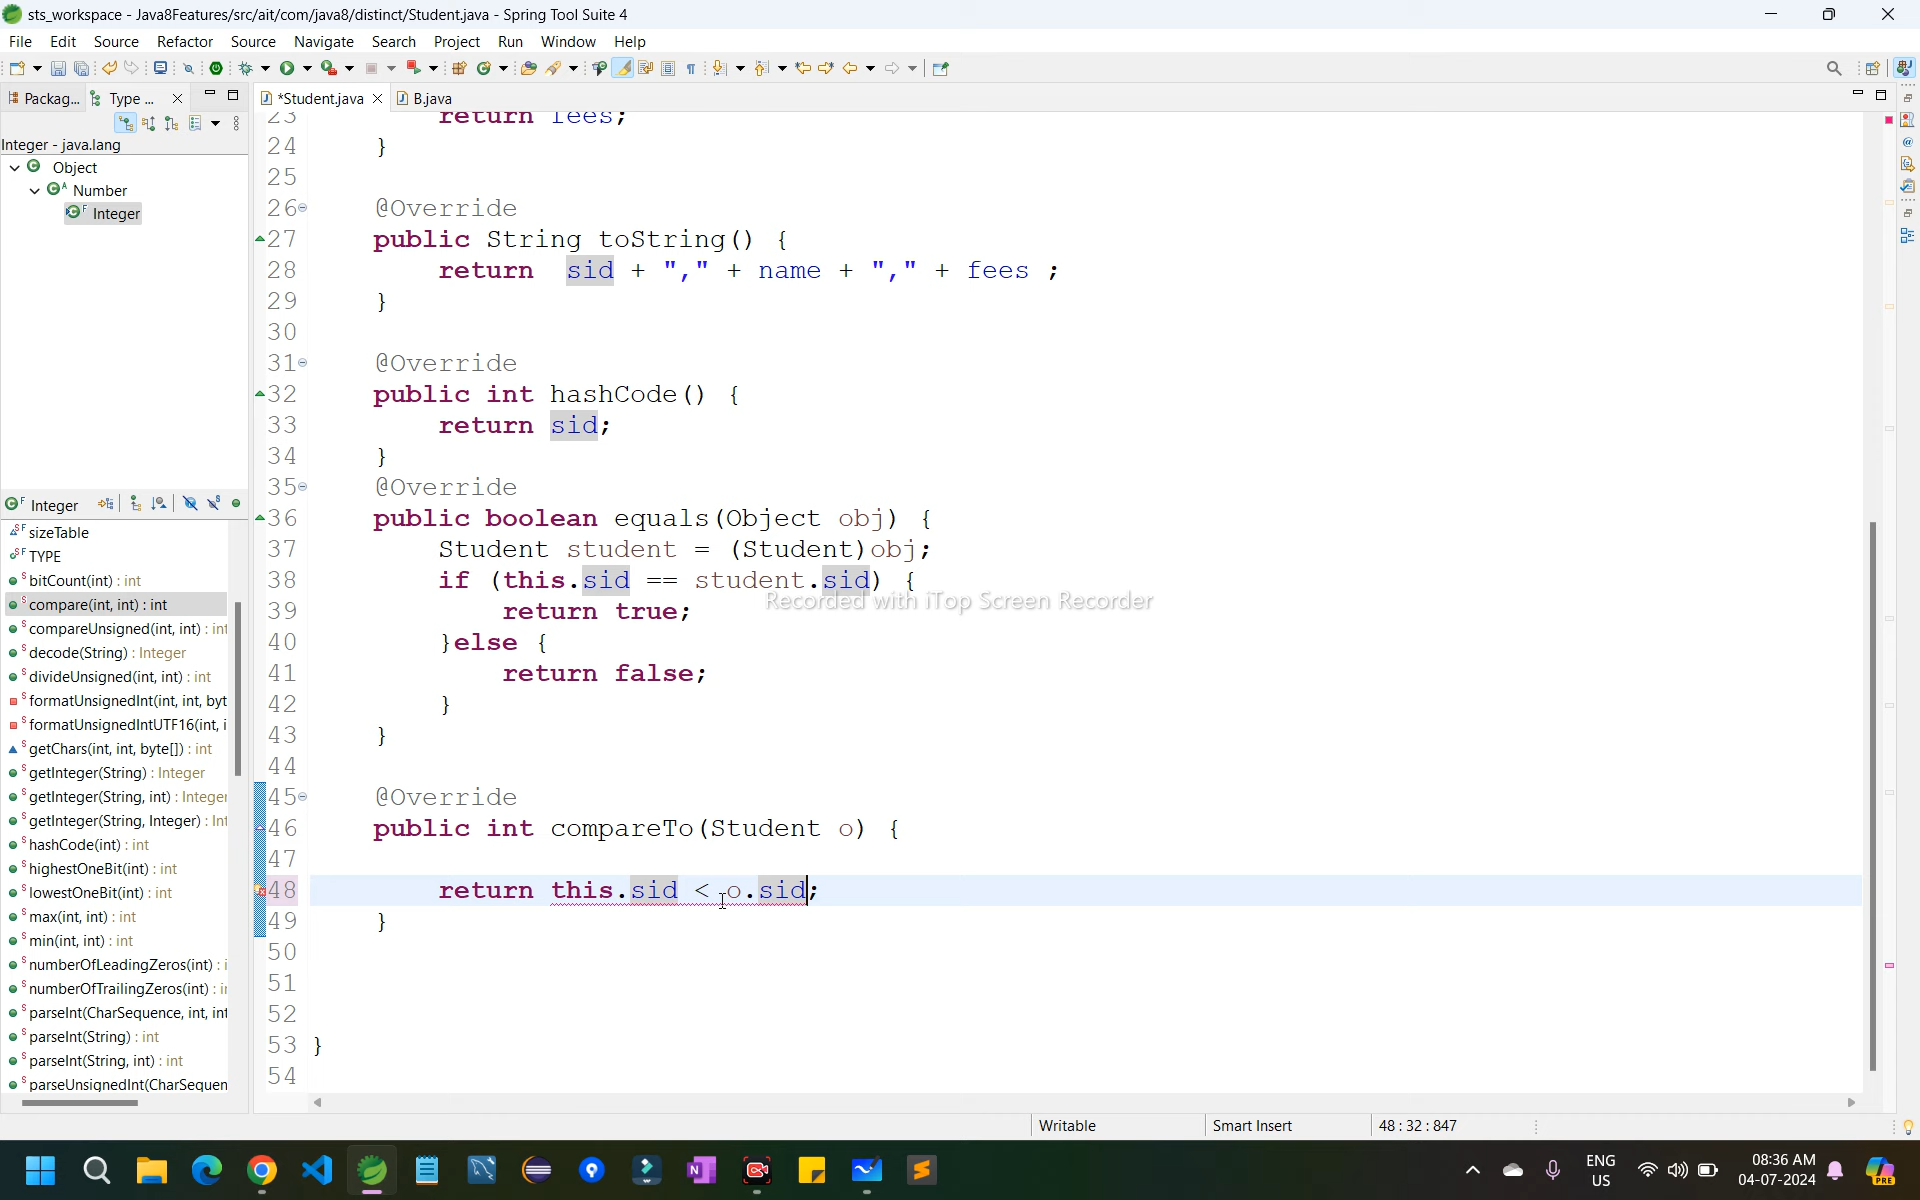 sts_workspace - Java8Features/src/ait/com/java8/distinct/Student.java - Spring Tool Suite 4
File Edit Source Refactor Source Navigate Search Project Run Window Help
Packag... Type ... *Student.java B.java
Integer - java.lang
Object
Number
Integer
Integer
sizeTable
TYPE
bitCount(int) : int
compare(int, int) : int
compareUnsigned(int, int) : int
decode(String) : Integer
divideUnsigned(int, int) : int
formatUnsignedInt(int, int, byt
formatUnsignedIntUTF16(int, i
getChars(int, int, byte[]) : int
getInteger(String) : Integer
getInteger(String, int) : Integer
getInteger(String, Integer) : Int
hashCode(int) : int
highestOneBit(int) : int
lowestOneBit(int) : int
max(int, int) : int
min(int, int) : int
numberOfLeadingZeros(int) : i
numberOfTrailingZeros(int) : in
parseInt(CharSequence, int, int
parseInt(String) : int
parseInt(String, int) : int
parseUnsignedInt(CharSequen
23 return fees;
24 }
25
26 @Override
27 public String toString() {
28 return sid + "," + name + "," + fees ;
29 }
30
31 @Override
32 public int hashCode() {
33 return sid;
34 }
35 @Override
36 public boolean equals(Object obj) {
37 Student student = (Student)obj;
38 if (this.sid == student.sid) {
Recorded with iTop Screen Recorder
39 return true;
40 }else {
41 return false;
42 }
43 }
44
45 @Override
46 public int compareTo(Student o) {
47
48 return this.sid < o.sid;
49 }
50
51
52
53 }
54
Writable Smart Insert 48 : 32 : 847
ENG
US
08:36 AM
04-07-2024
PRE